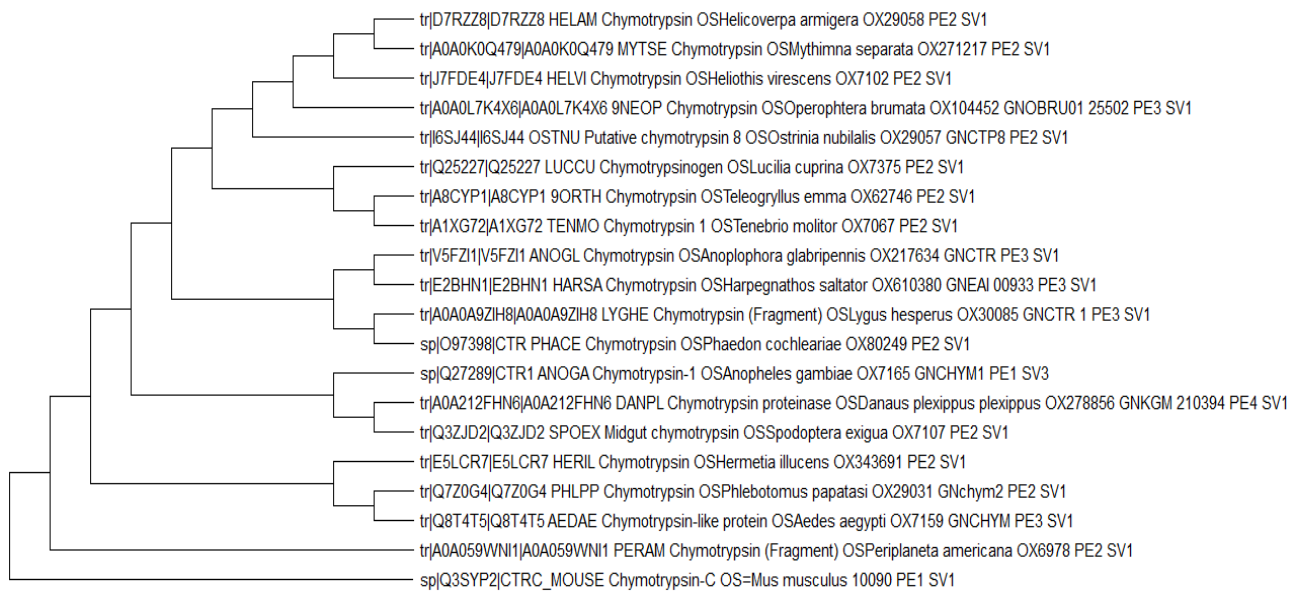 tr|D7RZZ8|D7RZZ8 HELAM Chymotrypsin OSHelicoverpa armigera OX29058 PE2 SV1
tr|A0A0K0Q479|A0A0K0Q479 MYTSE Chymotrypsin OSMythimna separata OX271217 PE2 SV1
tr|J7FDE4|J7FDE4 HELVI Chymotrypsin OSHeliothis virescens OX7102 PE2 SV1
tr|A0A0L7K4X6|A0A0L7K4X6 9NEOP Chymotrypsin OSOperophtera brumata OX104452 GNOBRU01 25502 PE3 SV1
tr|I6SJ44|I6SJ44 OSTNU Putative chymotrypsin 8 OSOstrinia nubilalis OX29057 GNCTP8 PE2 SV1
tr|Q25227|Q25227 LUCCU Chymotrypsinogen OSLucilia cuprina OX7375 PE2 SV1
tr|A8CYP1|A8CYP1 9ORTH Chymotrypsin OSTeleogryllus emma OX62746 PE2 SV1
tr|A1XG72|A1XG72 TENMO Chymotrypsin 1 OSTenebrio molitor OX7067 PE2 SV1
tr|V5FZI1|V5FZI1 ANOGL Chymotrypsin OSAnoplophora glabripennis OX217634 GNCTR PE3 SV1
tr|E2BHN1|E2BHN1 HARSA Chymotrypsin OSHarpegnathos saltator OX610380 GNEAI 00933 PE3 SV1
tr|A0A0A9ZIH8|A0A0A9ZIH8 LYGHE Chymotrypsin (Fragment) OSLygus hesperus OX30085 GNCTR 1 PE3 SV1
sp|O97398|CTR PHACE Chymotrypsin OSPhaedon cochleariae OX80249 PE2 SV1
sp|Q27289|CTR1 ANOGA Chymotrypsin-1 OSAnopheles gambiae OX7165 GNCHYM1 PE1 SV3
tr|A0A212FHN6|A0A212FHN6 DANPL Chymotrypsin proteinase OSDanaus plexippus plexippus OX278856 GNKGM 210394 PE4 SV1
tr|Q3ZJD2|Q3ZJD2 SPOEX Midgut chymotrypsin OSSpodoptera exigua OX7107 PE2 SV1
tr|E5LCR7|E5LCR7 HERIL Chymotrypsin OSHermetia illucens OX343691 PE2 SV1
tr|Q7Z0G4|Q7Z0G4 PHLPP Chymotrypsin OSPhlebotomus papatasi OX29031 GNchym2 PE2 SV1
tr|Q8T4T5|Q8T4T5 AEDAE Chymotrypsin-like protein OSAedes aegypti OX7159 GNCHYM PE3 SV1
tr|A0A059WNI1|A0A059WNI1 PERAM Chymotrypsin (Fragment) OSPeriplaneta americana OX6978 PE2 SV1
sp|Q3SYP2|CTRC_MOUSE Chymotrypsin-C OS=Mus musculus 10090 PE1 SV1